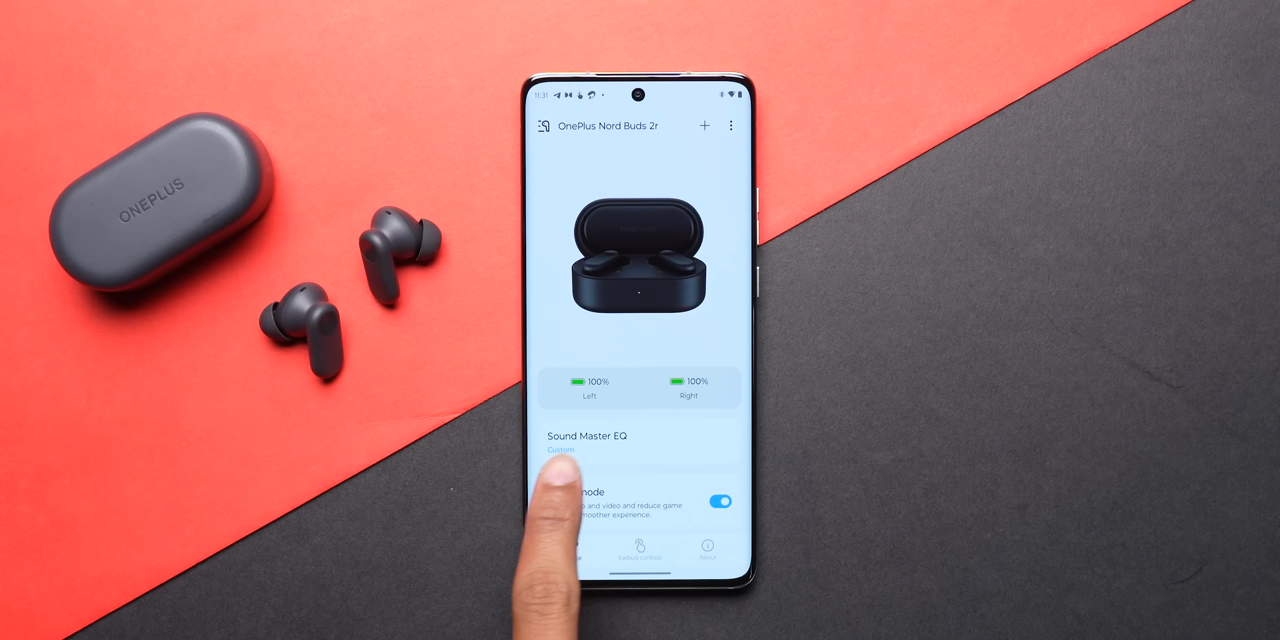 ONEPLUS
11:31
OnePlus Nord Buds 2r
100%
100%
Left
Right
Sound Master EQ
Custom
mode
and video and reduce game
smoother experience.
Earbud controls
About